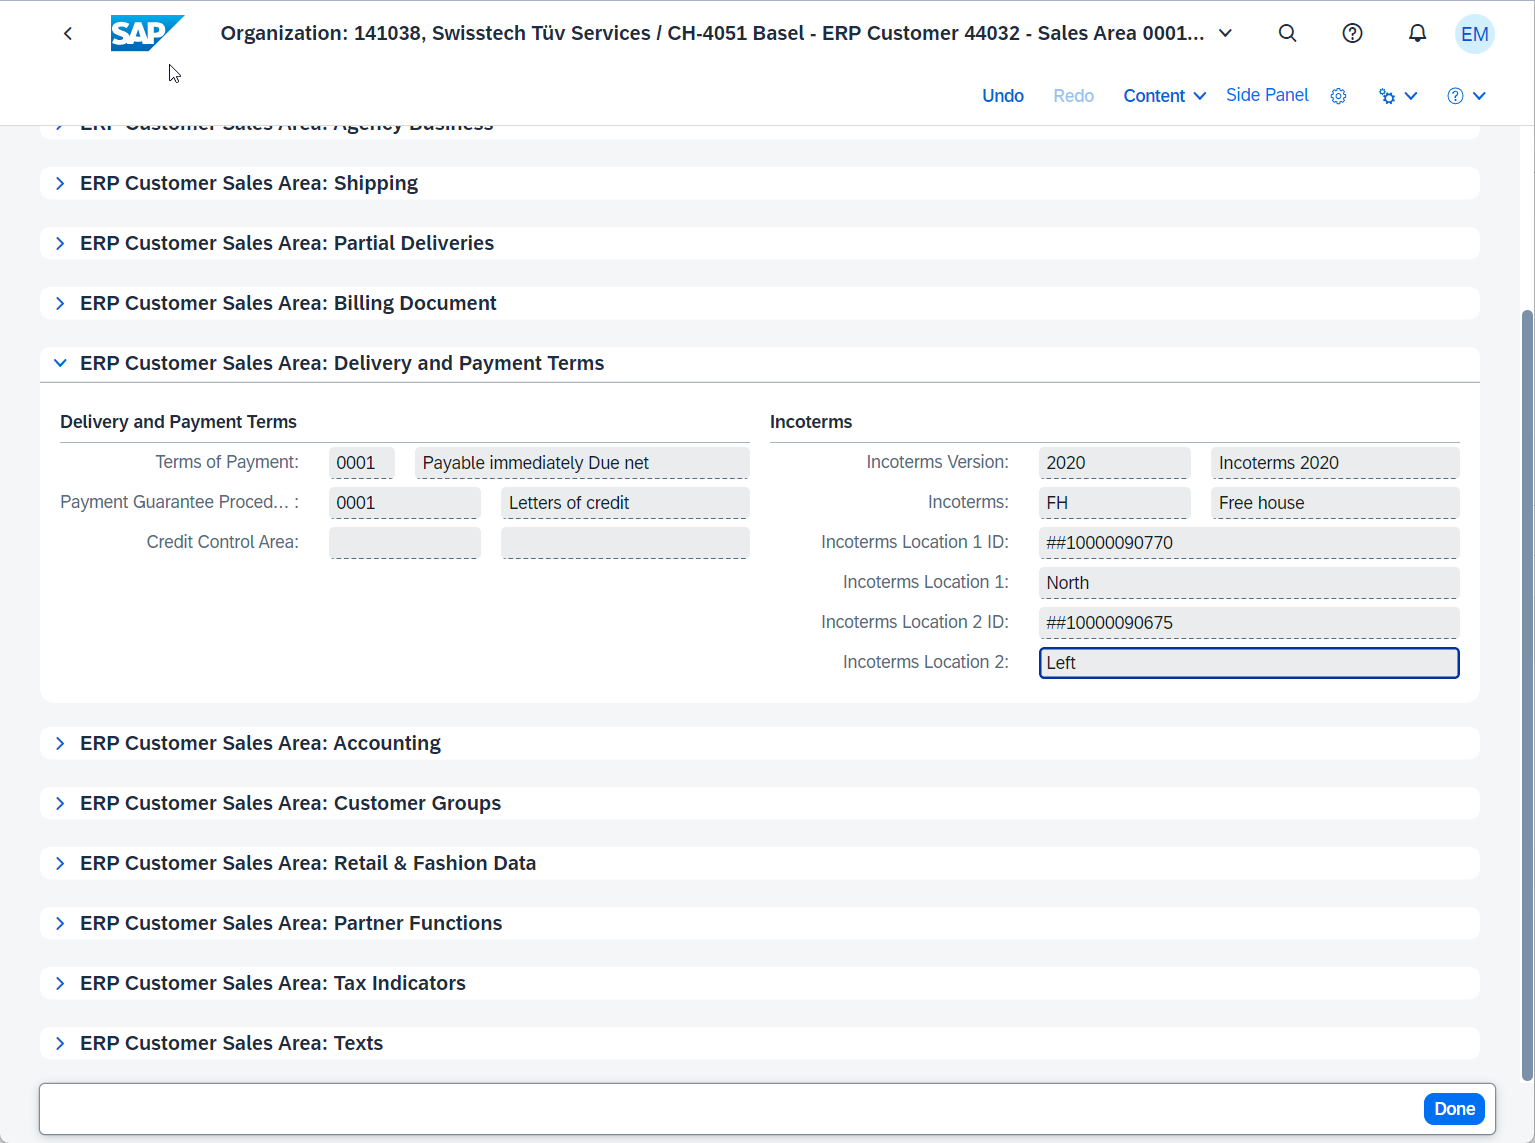 SAP Organization: 141038, Swisstech Tüv Services / CH-4051 Basel - ERP Customer 44032 - Sales Area 0001... EM
Undo Redo Content Side Panel
ERP Customer Sales Area: Agency Business
ERP Customer Sales Area: Shipping
ERP Customer Sales Area: Partial Deliveries
ERP Customer Sales Area: Billing Document
ERP Customer Sales Area: Delivery and Payment Terms
Delivery and Payment Terms
Terms of Payment: 0001 Payable immediately Due net
Payment Guarantee Proced... : 0001 Letters of credit
Credit Control Area:
Incoterms
Incoterms Version: 2020 Incoterms 2020
Incoterms: FH Free house
Incoterms Location 1 ID: ##10000090770
Incoterms Location 1: North
Incoterms Location 2 ID: ##10000090675
Incoterms Location 2: Left
ERP Customer Sales Area: Accounting
ERP Customer Sales Area: Customer Groups
ERP Customer Sales Area: Retail & Fashion Data
ERP Customer Sales Area: Partner Functions
ERP Customer Sales Area: Tax Indicators
ERP Customer Sales Area: Texts
Done